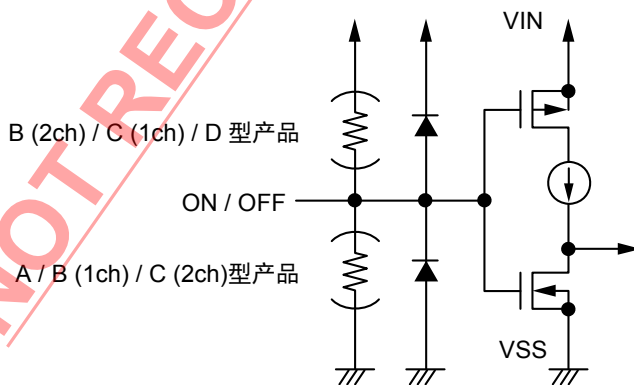 VIN
B (2ch) / C (1ch) / D 型产品
ON / OFF
A / B (1ch) / C (2ch)型产品
VSS
NOT REC